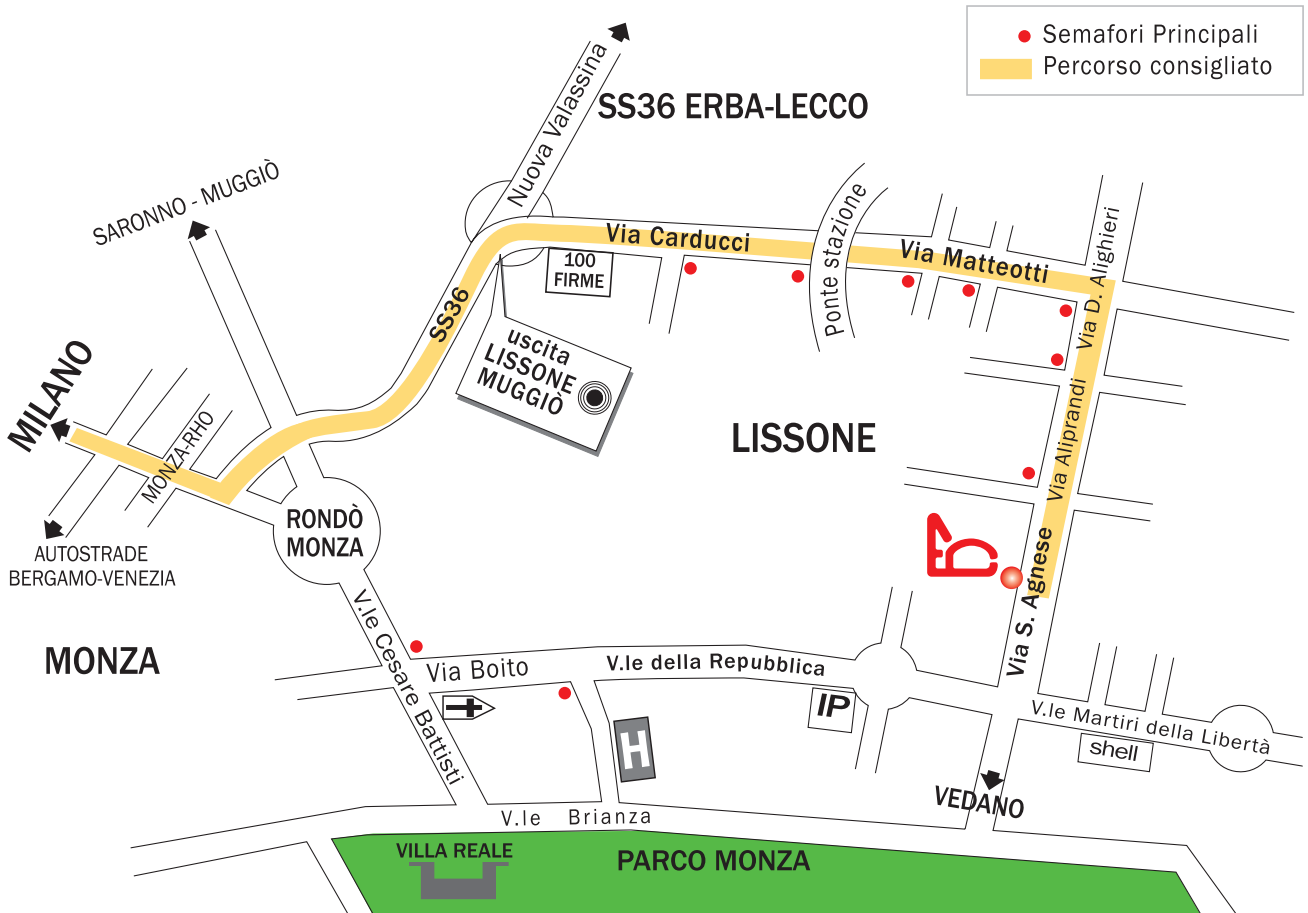 Semafori Principali
Percorso consigliato
Nuova Valassina
SS36 ERBA-LECCO
SARONNO - MUGGIÒ
Via Carducci
Ponte stazione
Via Matteotti
Via D. Alighieri
100
FIRME
SS36
uscita
LISSONE
MUGGIÒ
MILANO
MONZA-RHO
LISSONE
Via Aliprandi
RONDÒ
MONZA
AUTOSTRADE
BERGAMO-VENEZIA
Via S. Agnese
MONZA
V.le Cesare Battisti
Via Boito
V.le della Repubblica
IP
H
V.le Martiri della Libertà
shell
VEDANO
V.le Brianza
VILLA REALE
PARCO MONZA